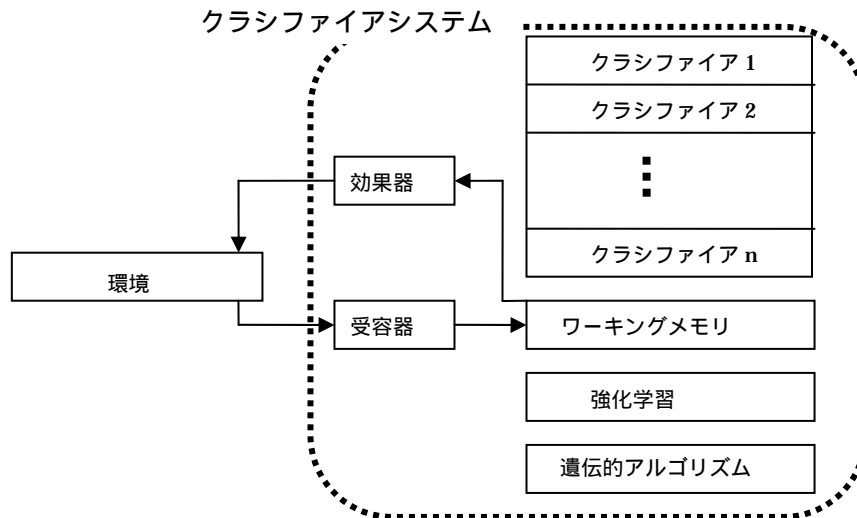 クラシファイアシステム
クラシファイア 1
クラシファイア 2
クラシファイア n
効果器
環境
受容器
ワーキングメモリ
強化学習
遺伝的アルゴリズム